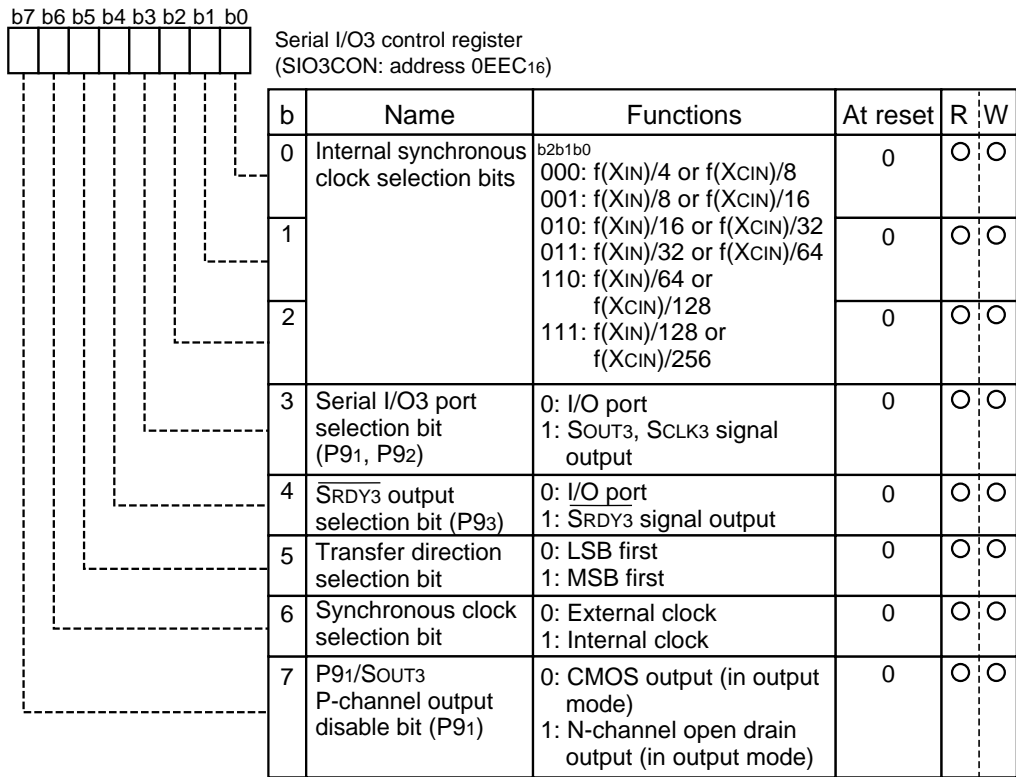 b7 b6 b5 b4 b3 b2 b1 b0
Serial I/O3 control register
(SIO3CON: address 0EEC16)
b Name Functions At reset R W
0 Internal synchronous clock selection bits
b2b1b0
000: f(XIN)/4 or f(XCIN)/8
001: f(XIN)/8 or f(XCIN)/16
010: f(XIN)/16 or f(XCIN)/32
011: f(XIN)/32 or f(XCIN)/64
110: f(XIN)/64 or
f(XCIN)/128
111: f(XIN)/128 or
f(XCIN)/256
0 ○ ○
1 0 ○ ○
2 0 ○ ○
3 Serial I/O3 port
selection bit
(P91, P92)
0: I/O port
1: SOUT3, SCLK3 signal
output
0 ○ ○
4 SRDY3 output
selection bit (P93)
0: I/O port
1: SRDY3 signal output
0 ○ ○
5 Transfer direction
selection bit
0: LSB first
1: MSB first
0 ○ ○
6 Synchronous clock
selection bit
0: External clock
1: Internal clock
0 ○ ○
7 P91/SOUT3
P-channel output
disable bit (P91)
0: CMOS output (in output
mode)
1: N-channel open drain
output (in output mode)
0 ○ ○